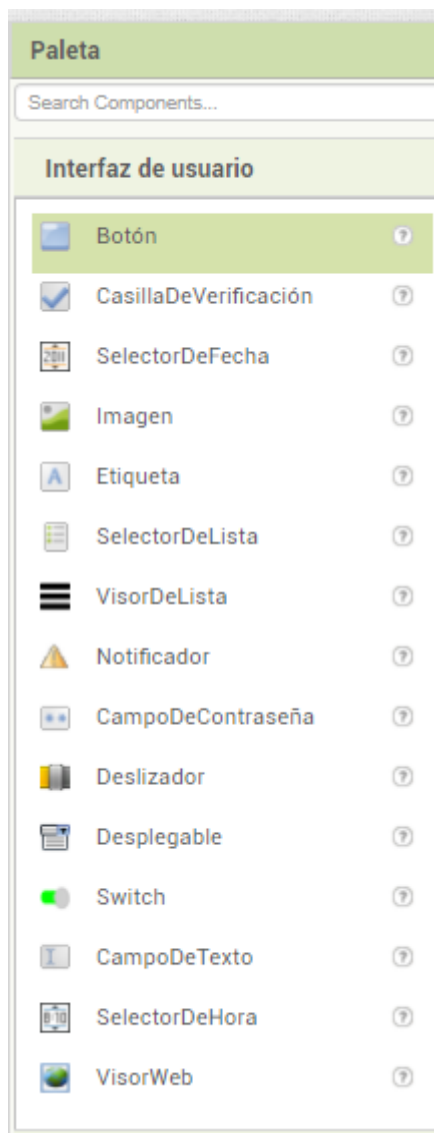 Paleta
Search Components...
Interfaz de usuario
Botón
CasillaDeVerificación
SelectorDeFecha
Imagen
Etiqueta
SelectorDeLista
VisorDeLista
Notificador
CampoDeContraseña
Deslizador
Desplegable
Switch
CampoDeTexto
SelectorDeHora
VisorWeb